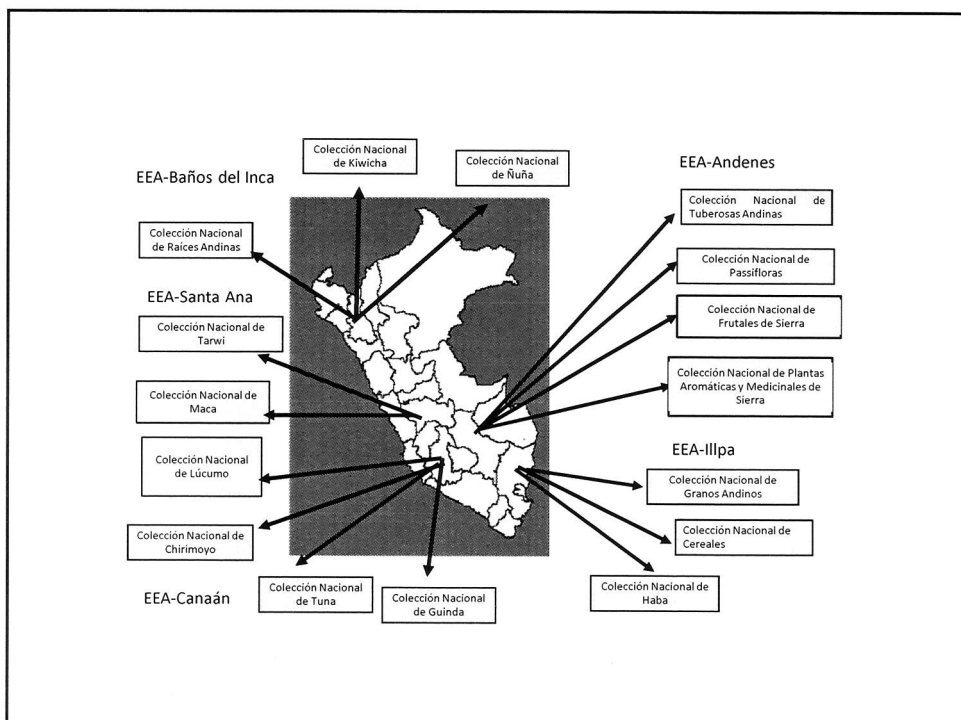 Colección Nacional
de Kiwicha
Colección Nacional
de Ñuña
EEA-Baños del Inca
Colección Nacional
de Raíces Andinas
EEA-Santa Ana
Colección Nacional de
Tarwi
Colección Nacional de
Maca
Colección Nacional
de Lúcumo
Colección Nacional de
Chirimoyo
EEA-Canaán
Colección Nacional
de Tuna
Colección Nacional
de Guinda
EEA-Andenes
Colección Nacional de
Tuberosas Andinas
Colección Nacional de
Passifloras
Colección Nacional de
Frutales de Sierra
Colección Nacional de Plantas
Aromáticas y Medicinales de
Sierra
EEA-Illpa
Colección Nacional de
Granos Andinos
Colección Nacional de
Cereales
Colección Nacional de
Haba